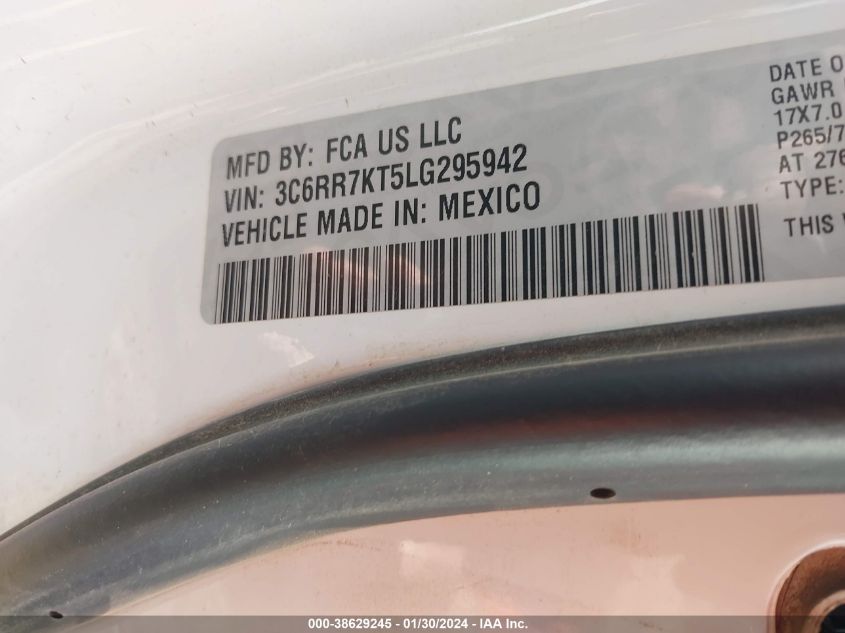 MFD BY: FCA US LLC
VIN: 3C6RR7KT5LG295942
VEHICLE MADE IN: MEXICO
DATE O
GAWR
17X7.0
P265/7
AT 276
TYPE:
THIS
000-38629245 - 01/30/2024 - IAA Inc.